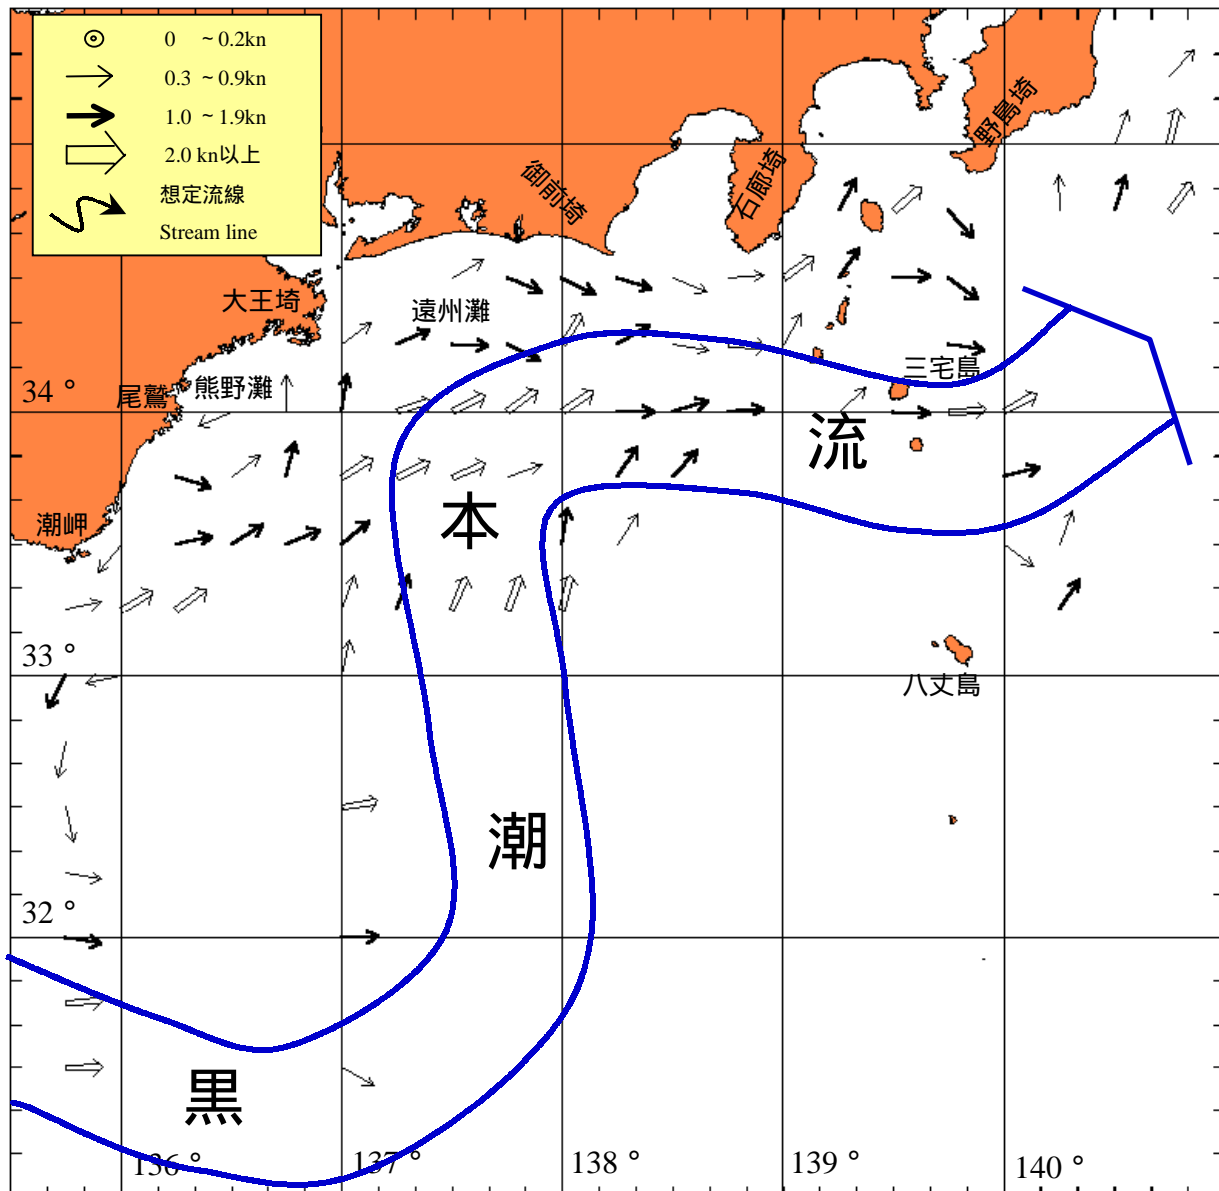 0 ~ 0.2kn
0.3 ~ 0.9kn
1.0 ~ 1.9kn
2.0 kn以上
想定流線
Stream line
野島埼
石廊埼
御前埼
大王埼
遠州灘
三宅島
熊野灘
尾鷲
34°
流
本
潮岬
33°
八丈島
潮
32°
黒
136°
137°
138°
139°
140°